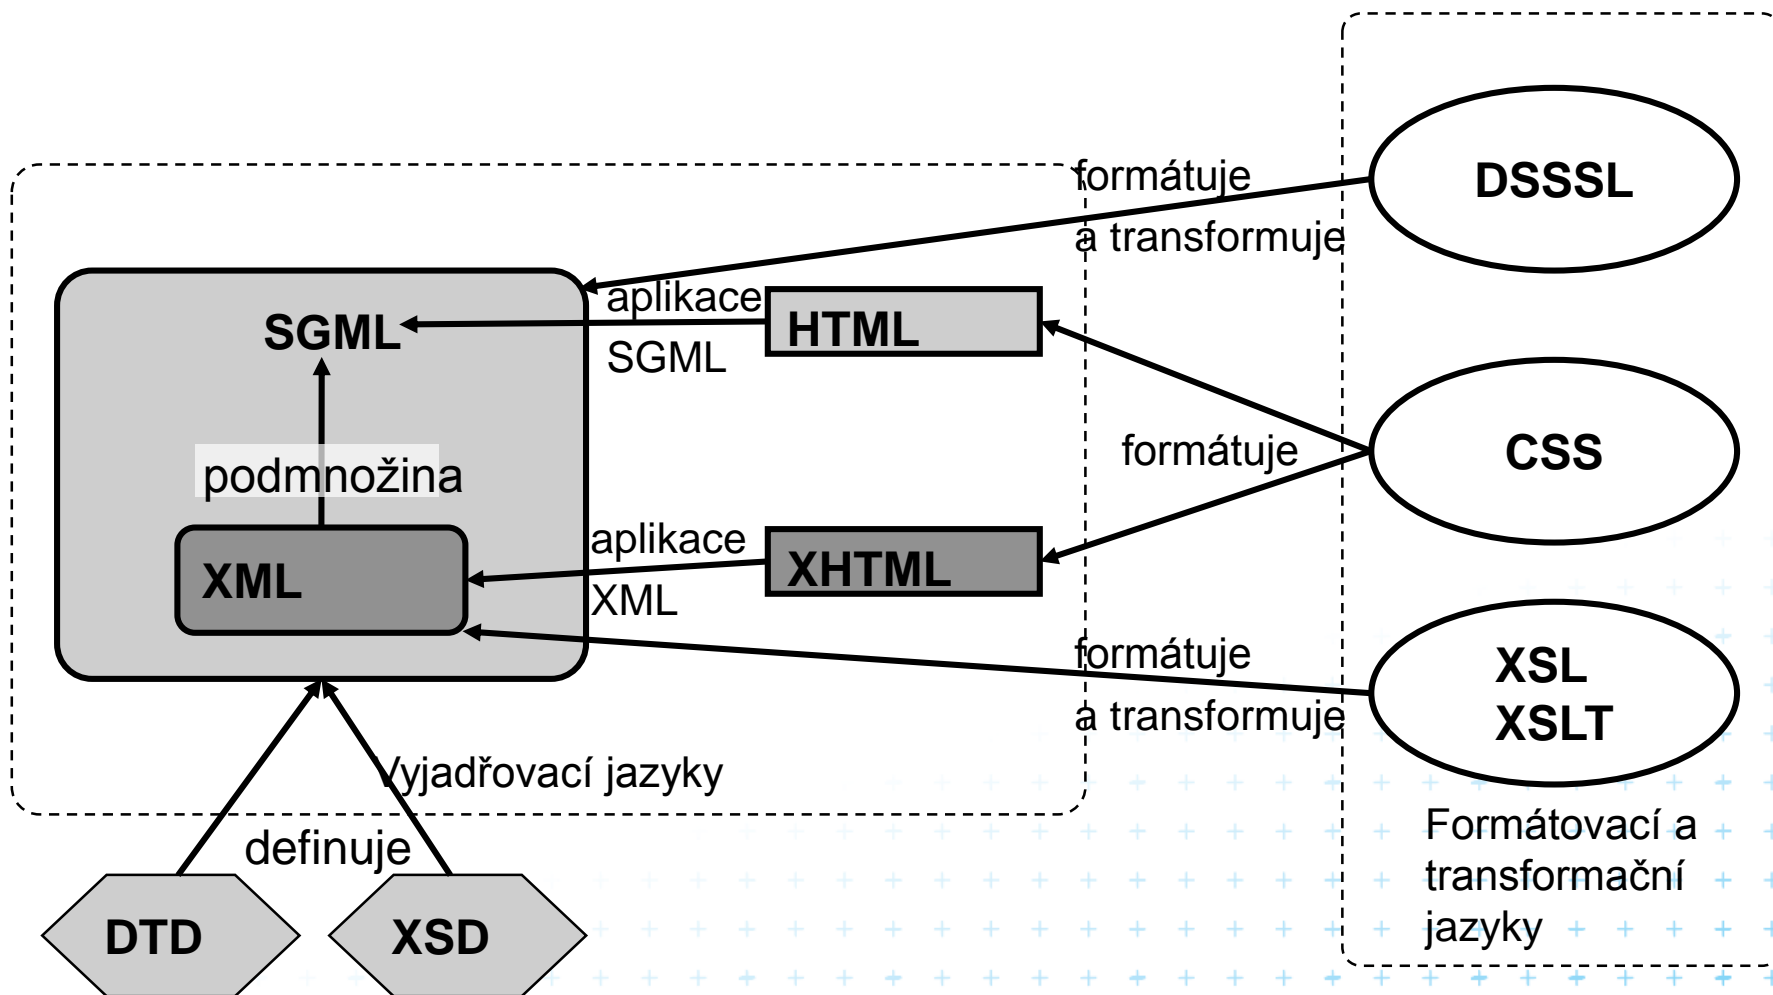 formátuje
a transformuje
DSSSL
aplikace
SGML
SGML
HTML
podmnožina
formátuje
CSS
aplikace
XML
XML
XHTML
formátuje
a transformuje
XSL
XSLT
Vyjadřovací jazyky
definuje
Formátovací a
transformační
jazyky
DTD
XSD